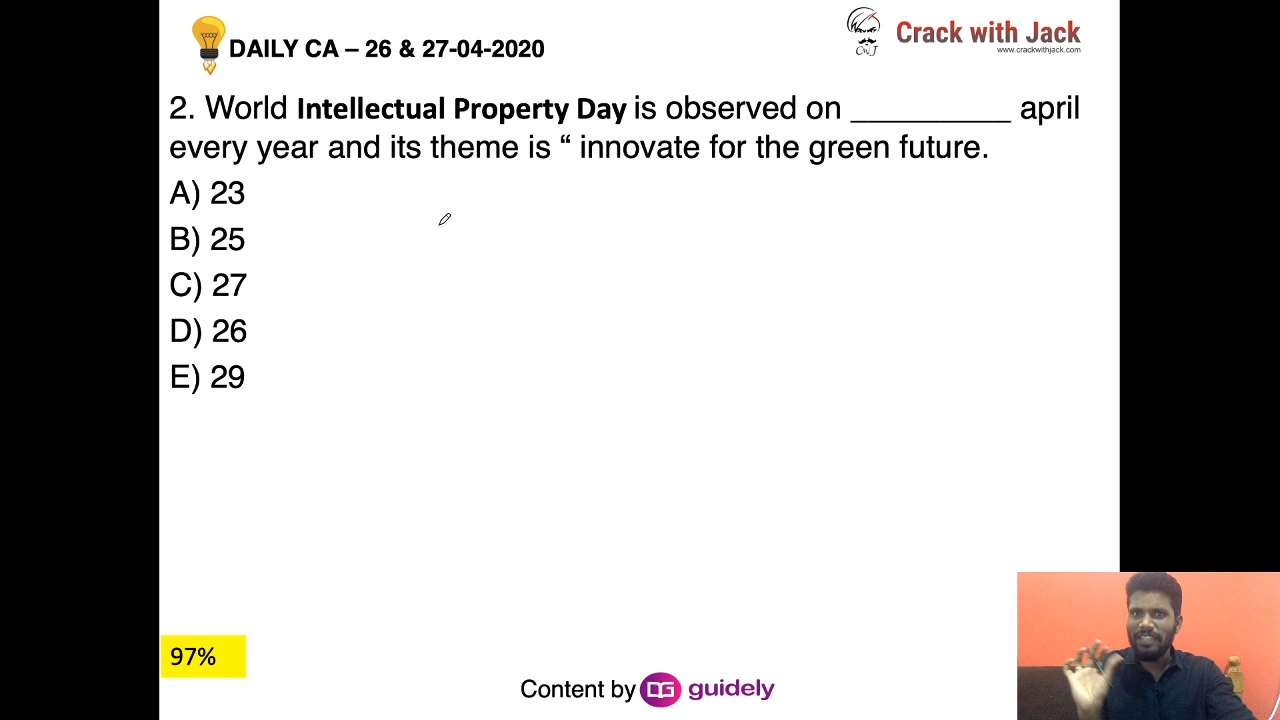 DAILY CA – 26 & 27-04-2020
Crack with Jack
www.crackwithjack.com
CwJ
2. World Intellectual Property Day is observed on __________ april
every year and its theme is “ innovate for the green future.
A) 23
B) 25
C) 27
D) 26
E) 29
97%
Content by DG guidely